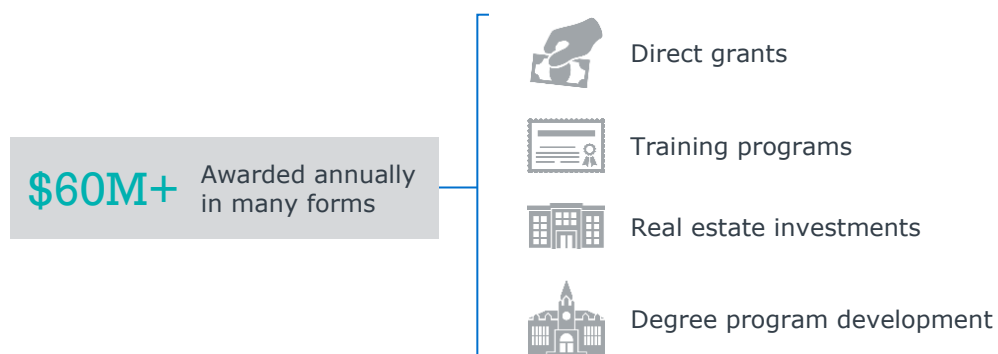 $60M+
Awarded annually
in many forms
Direct grants
Training programs
Real estate investments
Degree program development